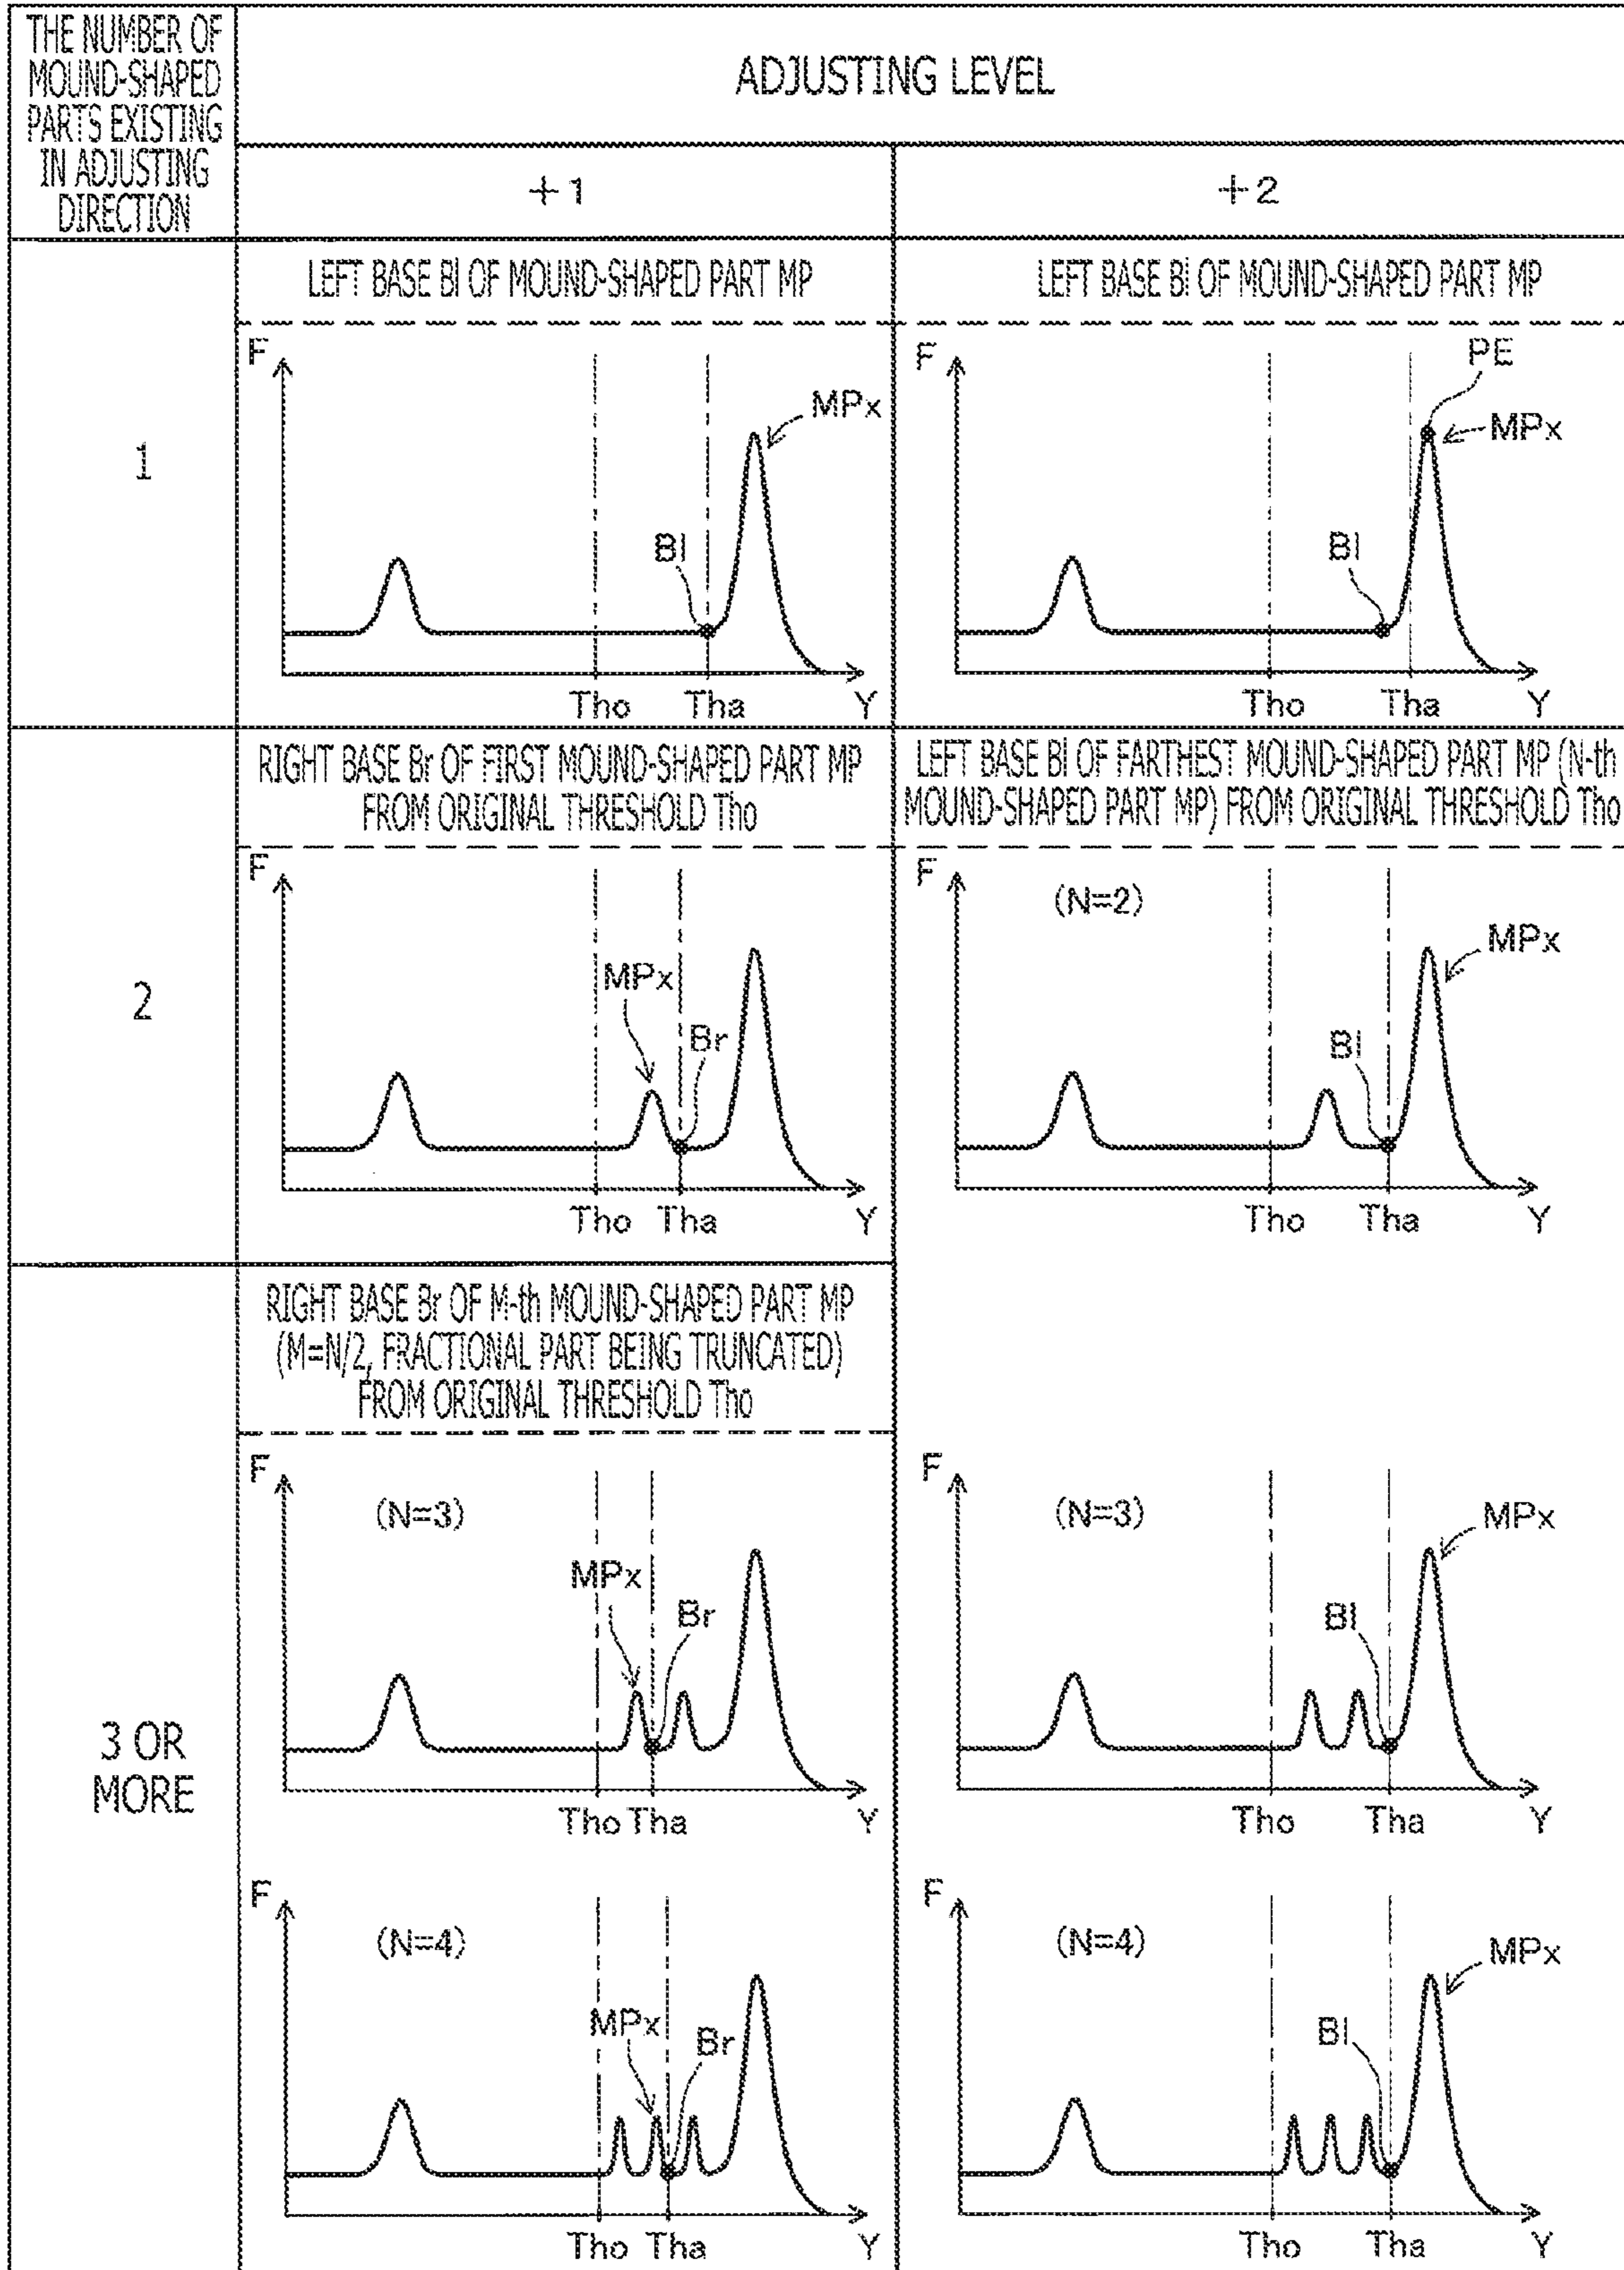 THE NUMBER OF
MOUND-SHAPED
PARTS EXISTING
IN ADJUSTING
DIRECTION
ADJUSTING LEVEL
+1
+2
1
LEFT BASE Bl OF MOUND-SHAPED PART MP
F
MPx
Bl
Tho
Tha
Y
LEFT BASE Bl OF MOUND-SHAPED PART MP
F
PE
MPx
Bl
Tho
Tha
Y
2
RIGHT BASE Br OF FIRST MOUND-SHAPED PART MP
FROM ORIGINAL THRESHOLD Tho
F
MPx
Br
Tho
Tha
Y
LEFT BASE Bl OF FARTHEST MOUND-SHAPED PART MP (N-th
MOUND-SHAPED PART MP) FROM ORIGINAL THRESHOLD Tho
F
(N=2)
MPx
Bl
Tho
Tha
Y
3 OR
MORE
RIGHT BASE Br OF M-th MOUND-SHAPED PART MP
(M=N/2, FRACTIONAL PART BEING TRUNCATED)
FROM ORIGINAL THRESHOLD Tho
F
(N=3)
MPx
Br
Tho
Tha
Y
F
(N=3)
MPx
Bl
Tho
Tha
Y
F
(N=4)
MPx
Br
Tho
Tha
Y
F
(N=4)
MPx
Bl
Tho
Tha
Y